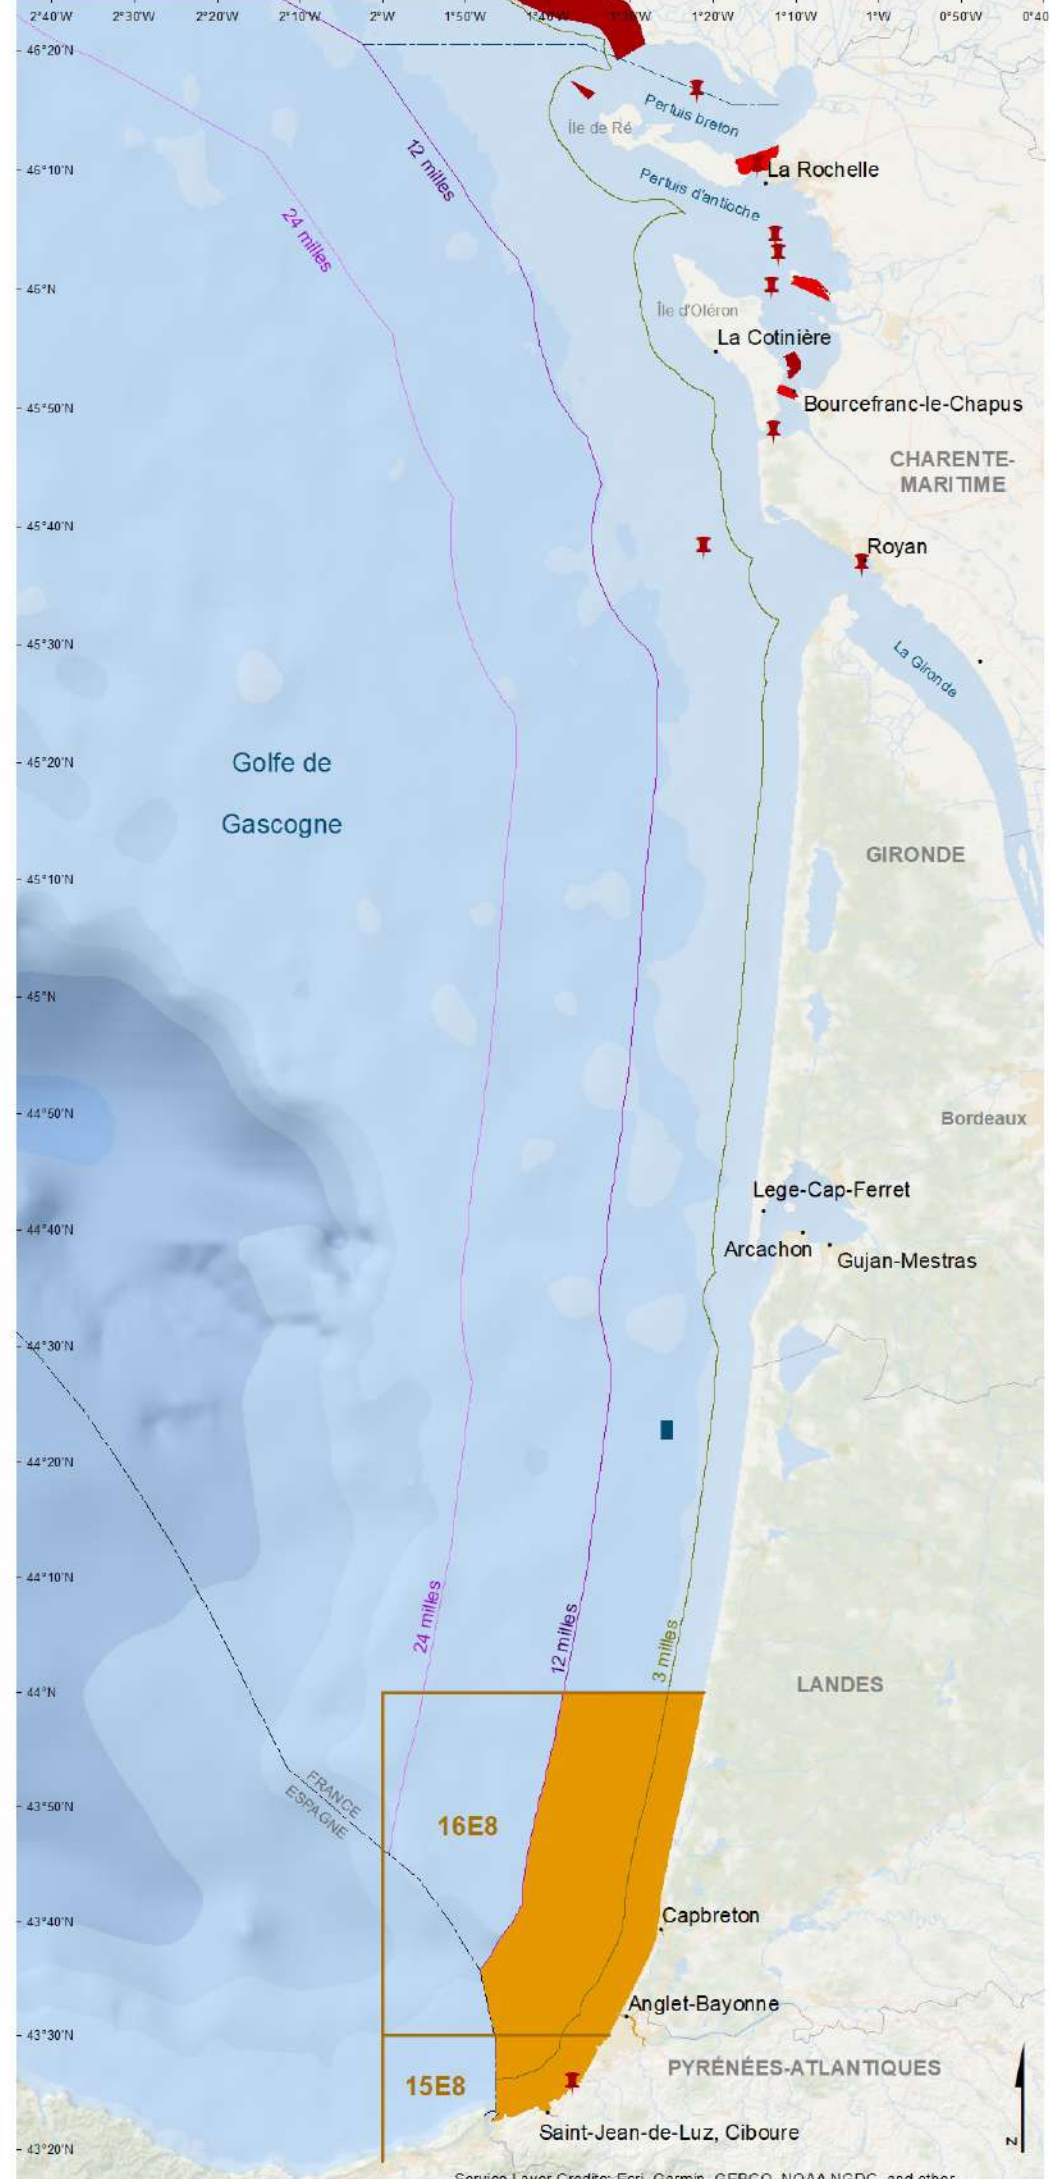 2°40'W
2°30'W
2°20'W
2°10'W
2°W
1°50'W
1°40'W
1°20'W
1°10'W
1°W
0°50'W
0°40
46°20'N
Pertuis breton
Île de Ré
12 milles
46°10'N
La Rochelle
Pertuis d'antioche
24 milles
46°N
Île d'Oléron
La Cotinière
45°50'N
Bourcefranc-le-Chapus
CHARENTE-
MARITIME
45°40'N
Royan
45°30'N
La Gironde
45°20'N
Golfe de
Gascogne
GIRONDE
45°10'N
45°N
44°50'N
Bordeaux
Lege-Cap-Ferret
44°40'N
Arcachon
Gujan-Mestras
44°30'N
44°20'N
44°10'N
24 milles
12 milles
3 milles
44°N
LANDES
FRANCE
ESPAGNE
43°50'N
16E8
43°40'N
Capbreton
Anglet-Bayonne
43°30'N
PYRÉNÉES-ATLANTIQUES
15E8
Saint-Jean-de-Luz, Ciboure
N
43°20'N
Service Layer Credits: Esri, Garmin, GEBCO, NOAA NGDC, and other